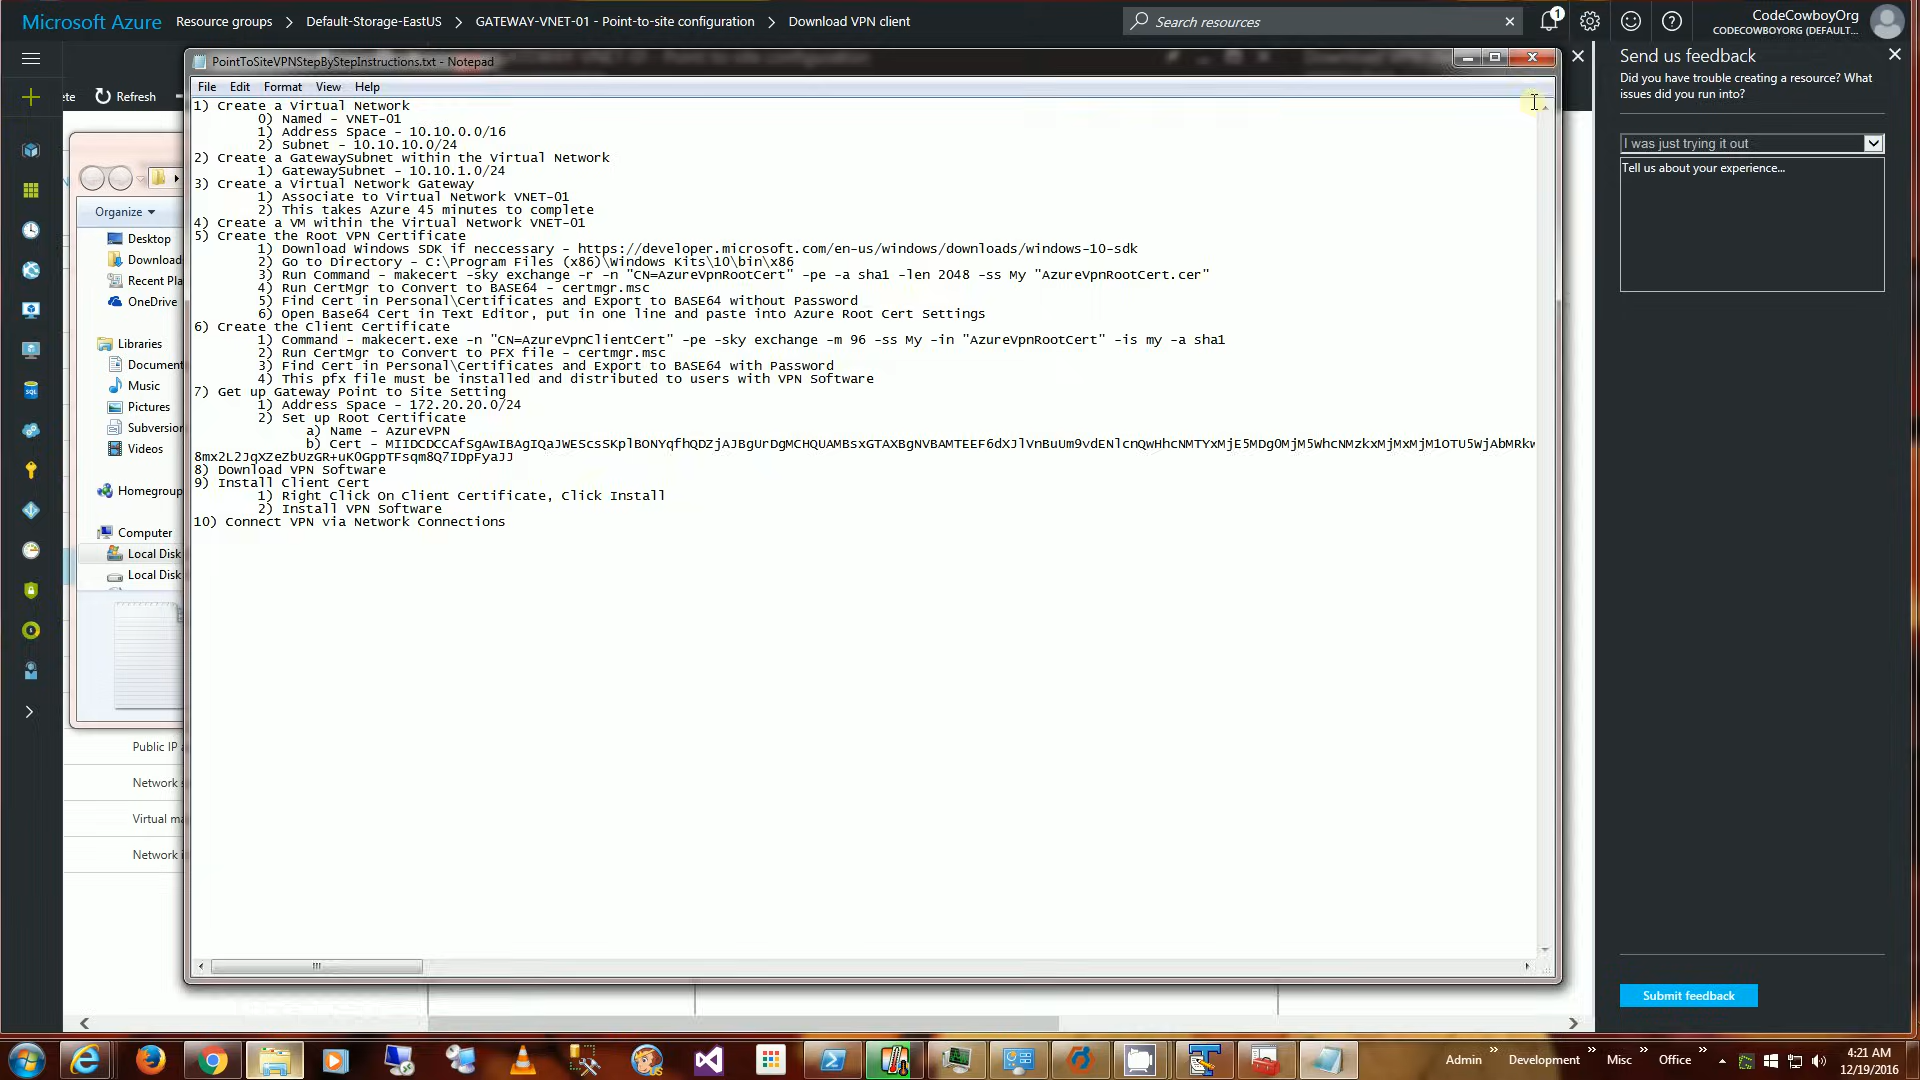 Microsoft Azure Resource groups > Default-Storage-EastUS > GATEWAY-VNET-01 - Point-to-site configuration > Download VPN client
Search resources
1
CodeCowboyOrg
CODECOWBOYORG (DEFAULT...
PointToSiteVPNStepByStepInstructions.txt - Notepad
File Edit Format View Help
1) Create a Virtual Network
0) Named - VNET-01
1) Address Space - 10.10.0.0/16
2) Subnet - 10.10.10.0/24
2) Create a GatewaySubnet within the Virtual Network
1) GatewaySubnet - 10.10.1.0/24
3) Create a Virtual Network Gateway
1) Associate to Virtual Network VNET-01
2) This takes Azure 45 minutes to complete
4) Create a VM within the Virtual Network VNET-01
5) Create the Root VPN Certificate
1) Download Windows SDK if neccessary - https://developer.microsoft.com/en-us/windows/downloads/windows-10-sdk
2) Go to Directory - C:\Program Files (x86)\Windows Kits\10\bin\x86
3) Run Command - makecert -sky exchange -r -n "CN=AzureVpnRootCert" -pe -a sha1 -len 2048 -ss My "AzureVpnRootCert.cer"
4) Run CertMgr to Convert to BASE64 - certmgr.msc
5) Find Cert in Personal\Certificates and Export to BASE64 without Password
6) Open Base64 Cert in Text Editor, put in one line and paste into Azure Root Cert Settings
6) Create the Client Certificate
1) Command - makecert.exe -n "CN=AzureVpnClientCert" -pe -sky exchange -m 96 -ss My -in "AzureVpnRootCert" -is my -a sha1
2) Run CertMgr to Convert to PFX file - certmgr.msc
3) Find Cert in Personal\Certificates and Export to BASE64 with Password
4) This pfx file must be installed and distributed to users with VPN Software
7) Get up Gateway Point to Site Setting
1) Address Space - 172.20.20.0/24
2) Set up Root Certificate
a) Name - AzureVPN
b) Cert -
8) Download VPN Software
9) Install Client Cert
1) Right Click On Client Certificate, Click Install
2) Install VPN Software
10) Connect VPN via Network Connections
Refresh
Organize
Desktop
Download
Recent Pla
OneDrive
Libraries
Document
Music
Pictures
Subversion
Videos
Homegroup
Computer
Local Disk
Local Disk
Public IP
Network
Virtual ma
Network i
Send us feedback
Did you have trouble creating a resource? What
issues did you run into?
I was just trying it out
Tell us about your experience...
Submit feedback
Admin Development Misc Office
4:21 AM
12/19/2016